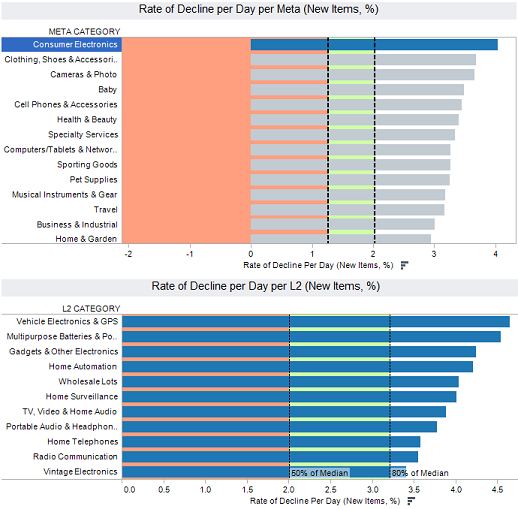 Rate of Decline per Day per Meta (New Items, %)
META CATEGORY
Consumer Electronics
Clothing, Shoes & Accessori..
Cameras & Photo
Baby
Cell Phones & Accessories
Health & Beauty
Specialty Services
Computers/Tablets & Networ..
Sporting Goods
Pet Supplies
Musical Instruments & Gear
Travel
Business & Industrial
Home & Garden
-2 -1 0 1 2 3 4
Rate of Decline Per Day (New Items, %)
Rate of Decline per Day per L2 (New Items, %)
L2 CATEGORY
Vehicle Electronics & GPS
Multipurpose Batteries & Po..
Gadgets & Other Electronics
Home Automation
Wholesale Lots
Home Surveillance
TV, Video & Home Audio
Portable Audio & Headphon..
Home Telephones
Radio Communication
Vintage Electronics
50% of Median 80% of Median
0.0 0.5 1.0 1.5 2.0 2.5 3.0 3.5 4.0 4.5
Rate of Decline Per Day (New Items, %)